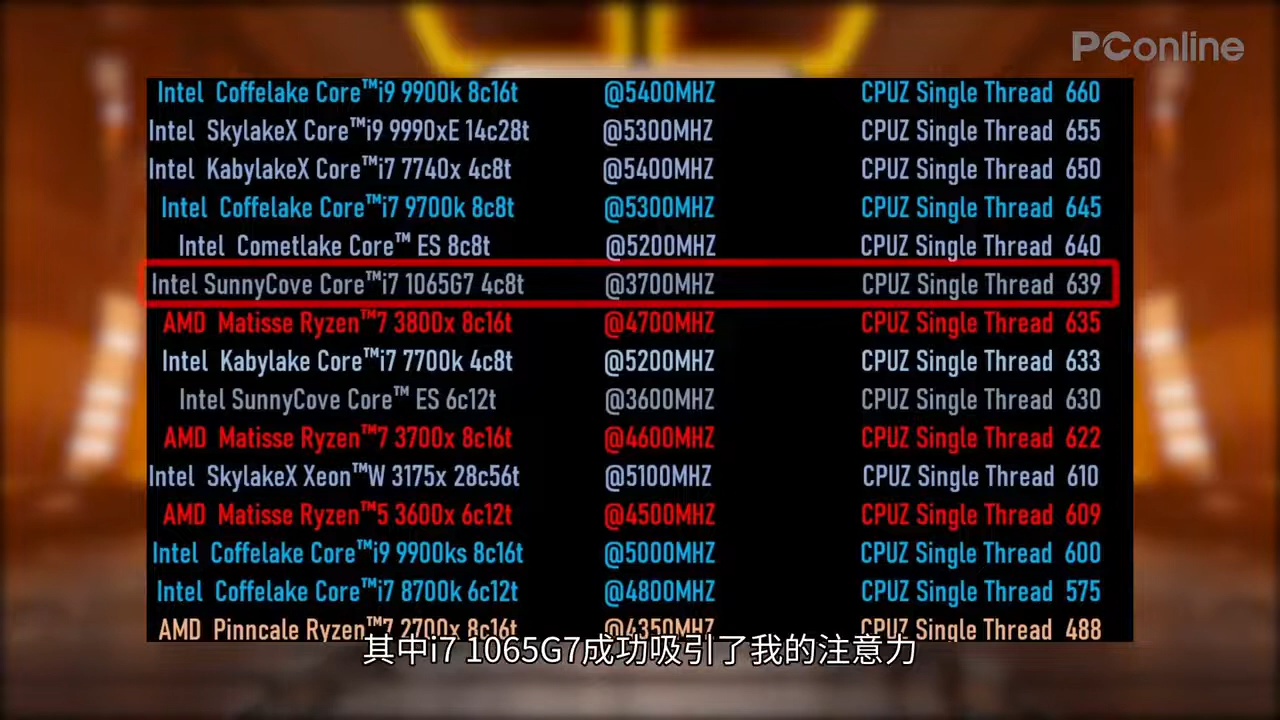 PConline
Intel Coffelake Core™i9 9900k 8c16t @5400MHZ CPUZ Single Thread 660
Intel SkylakeX Core™i9 9990xE 14c28t @5300MHZ CPUZ Single Thread 655
Intel KabylakeX Core™i7 7740x 4c8t @5400MHZ CPUZ Single Thread 650
Intel Coffelake Core™i7 9700k 8c8t @5300MHZ CPUZ Single Thread 645
Intel Cometlake Core™ ES 8c8t @5200MHZ CPUZ Single Thread 640
Intel SunnyCove Core™i7 1065G7 4c8t @3700MHZ CPUZ Single Thread 639
AMD Matisse Ryzen™7 3800x 8c16t @4700MHZ CPUZ Single Thread 635
Intel Kabylake Core™i7 7700k 4c8t @5200MHZ CPUZ Single Thread 633
Intel SunnyCove Core™ ES 6c12t @3600MHZ CPUZ Single Thread 630
AMD Matisse Ryzen™7 3700x 8c16t @4600MHZ CPUZ Single Thread 622
Intel SkylakeX Xeon™W 3175x 28c56t @5100MHZ CPUZ Single Thread 610
AMD Matisse Ryzen™5 3600x 6c12t @4500MHZ CPUZ Single Thread 609
Intel Coffelake Core™i9 9900ks 8c16t @5000MHZ CPUZ Single Thread 600
Intel Coffelake Core™i7 8700k 6c12t @4800MHZ CPUZ Single Thread 575
AMD Pinncale Ryzen™7 2700x 8c16t @4350MHZ CPUZ Single Thread 488
其中i7 1065G7成功吸引了我的注意力